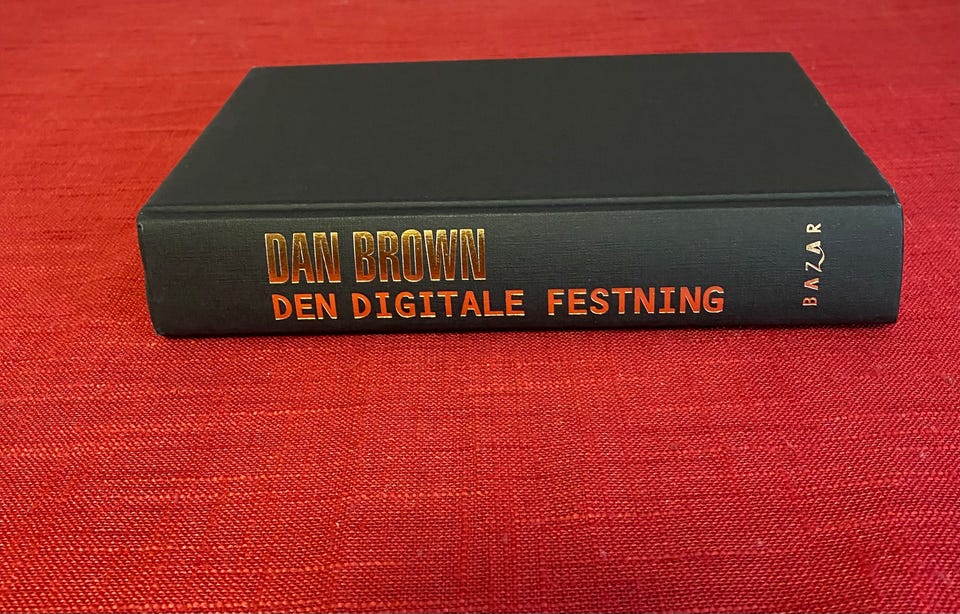 DAN BROWN
DEN DIGITALE FESTNING
BAZAR